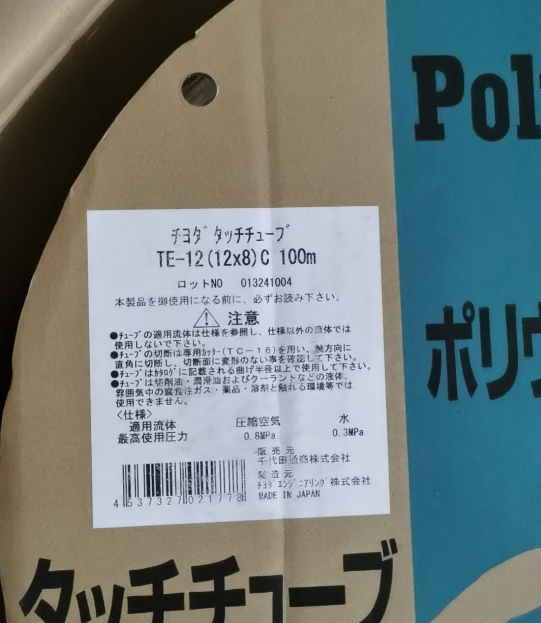 Pol
ポリウ
ﾁﾖﾀﾞ ﾀｯﾁﾁｭｰﾌﾞ
TE-12(12x8)C 100m
ロットNO 013241004
本製品を御使用になる前に、必ずお読み下さい。
注意
●ﾁｭｰﾌﾞの適用流体は仕様を参照し、仕様以外の流体では
使用しないで下さい。
●ﾁｭｰﾌﾞの切断は専用ｶｯﾀｰ(TC-16)を用い、軸方向に
直角に切断し、切断面に変形のない事を確認して下さい。
●ﾁｭｰﾌﾞはｶﾀﾛｸﾞに記載される曲げ半径以上で使用して下さい。
●ﾁｭｰﾌﾞは切削油・潤滑油およびクーラントなどの液体、
雰囲気中の腐食性ガス・薬品・溶剤と触れる環境等では
使用できません。
〈仕様〉
適用流体 圧縮空気 水
最高使用圧力 0.8MPa 0.3MPa
販売元
千代田通商株式会社
製造元
ﾁﾖﾀﾞｴﾝｼﾞﾆｱﾘﾝｸﾞ株式会社
MADE IN JAPAN
4537327021778
タッチチューブ